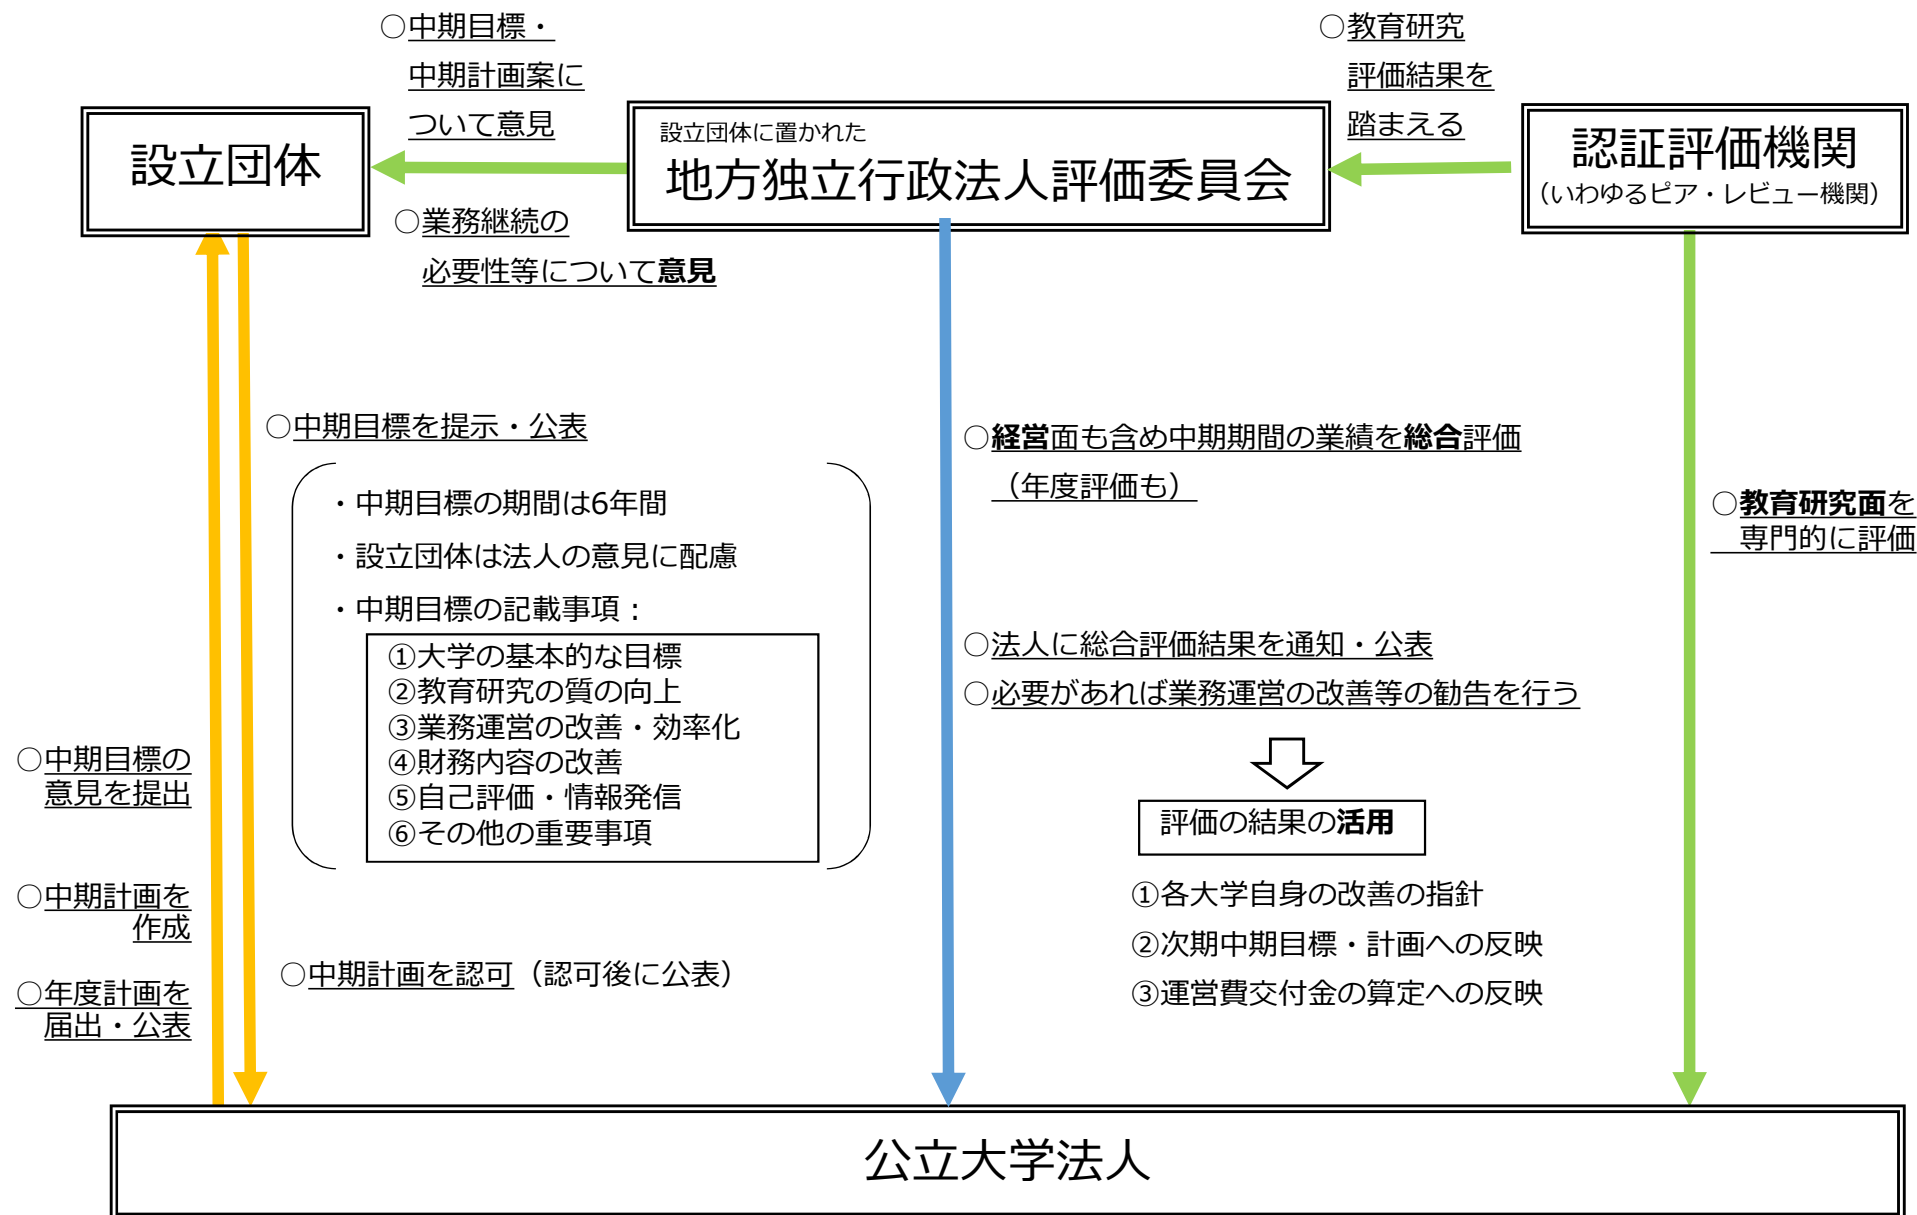 ○中期目標・
中期計画案に
ついて意見
○教育研究
評価結果を
踏まえる
設立団体
設立団体に置かれた
地方独立行政法人評価委員会
認証評価機関
（いわゆるピア・レビュー機関）
○業務継続の
必要性等について意見
○中期目標を提示・公表
・中期目標の期間は6年間
・設立団体は法人の意見に配慮
・中期目標の記載事項：
①大学の基本的な目標
②教育研究の質の向上
③業務運営の改善・効率化
④財務内容の改善
⑤自己評価・情報発信
⑥その他の重要事項
○経営面も含め中期期間の業績を総合評価
（年度評価も）
○教育研究面を
専門的に評価
○法人に総合評価結果を通知・公表
○必要があれば業務運営の改善等の勧告を行う
評価の結果の活用
①各大学自身の改善の指針
②次期中期目標・計画への反映
③運営費交付金の算定への反映
○中期目標の
意見を提出
○中期計画を
作成
○年度計画を
届出・公表
○中期計画を認可（認可後に公表）
公立大学法人